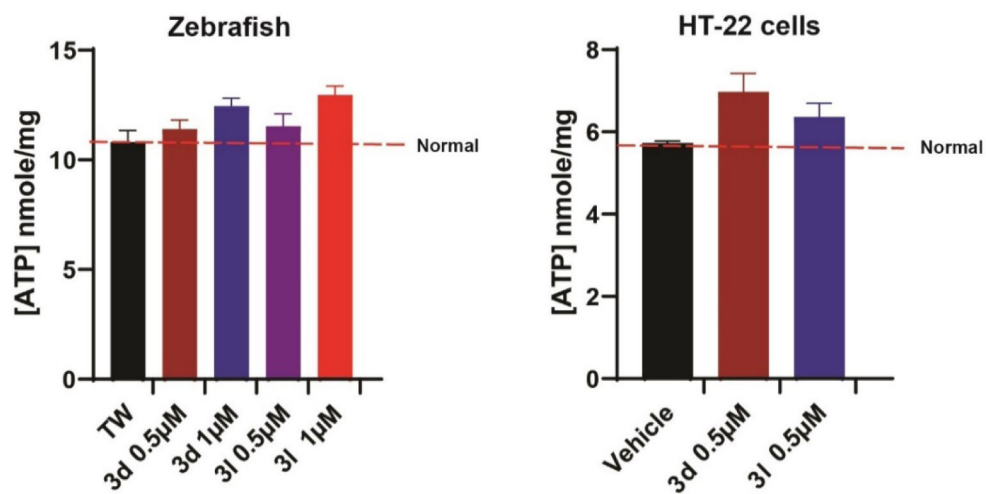 Zebrafish
[ATP] nmole/mg
15
10
5
0
Normal
TW
3d 0.5µM
3d 1µM
3l 0.5µM
3l 1µM
HT-22 cells
[ATP] nmole/mg
8
6
4
2
0
Normal
Vehicle
3d 0.5µM
3l 0.5µM